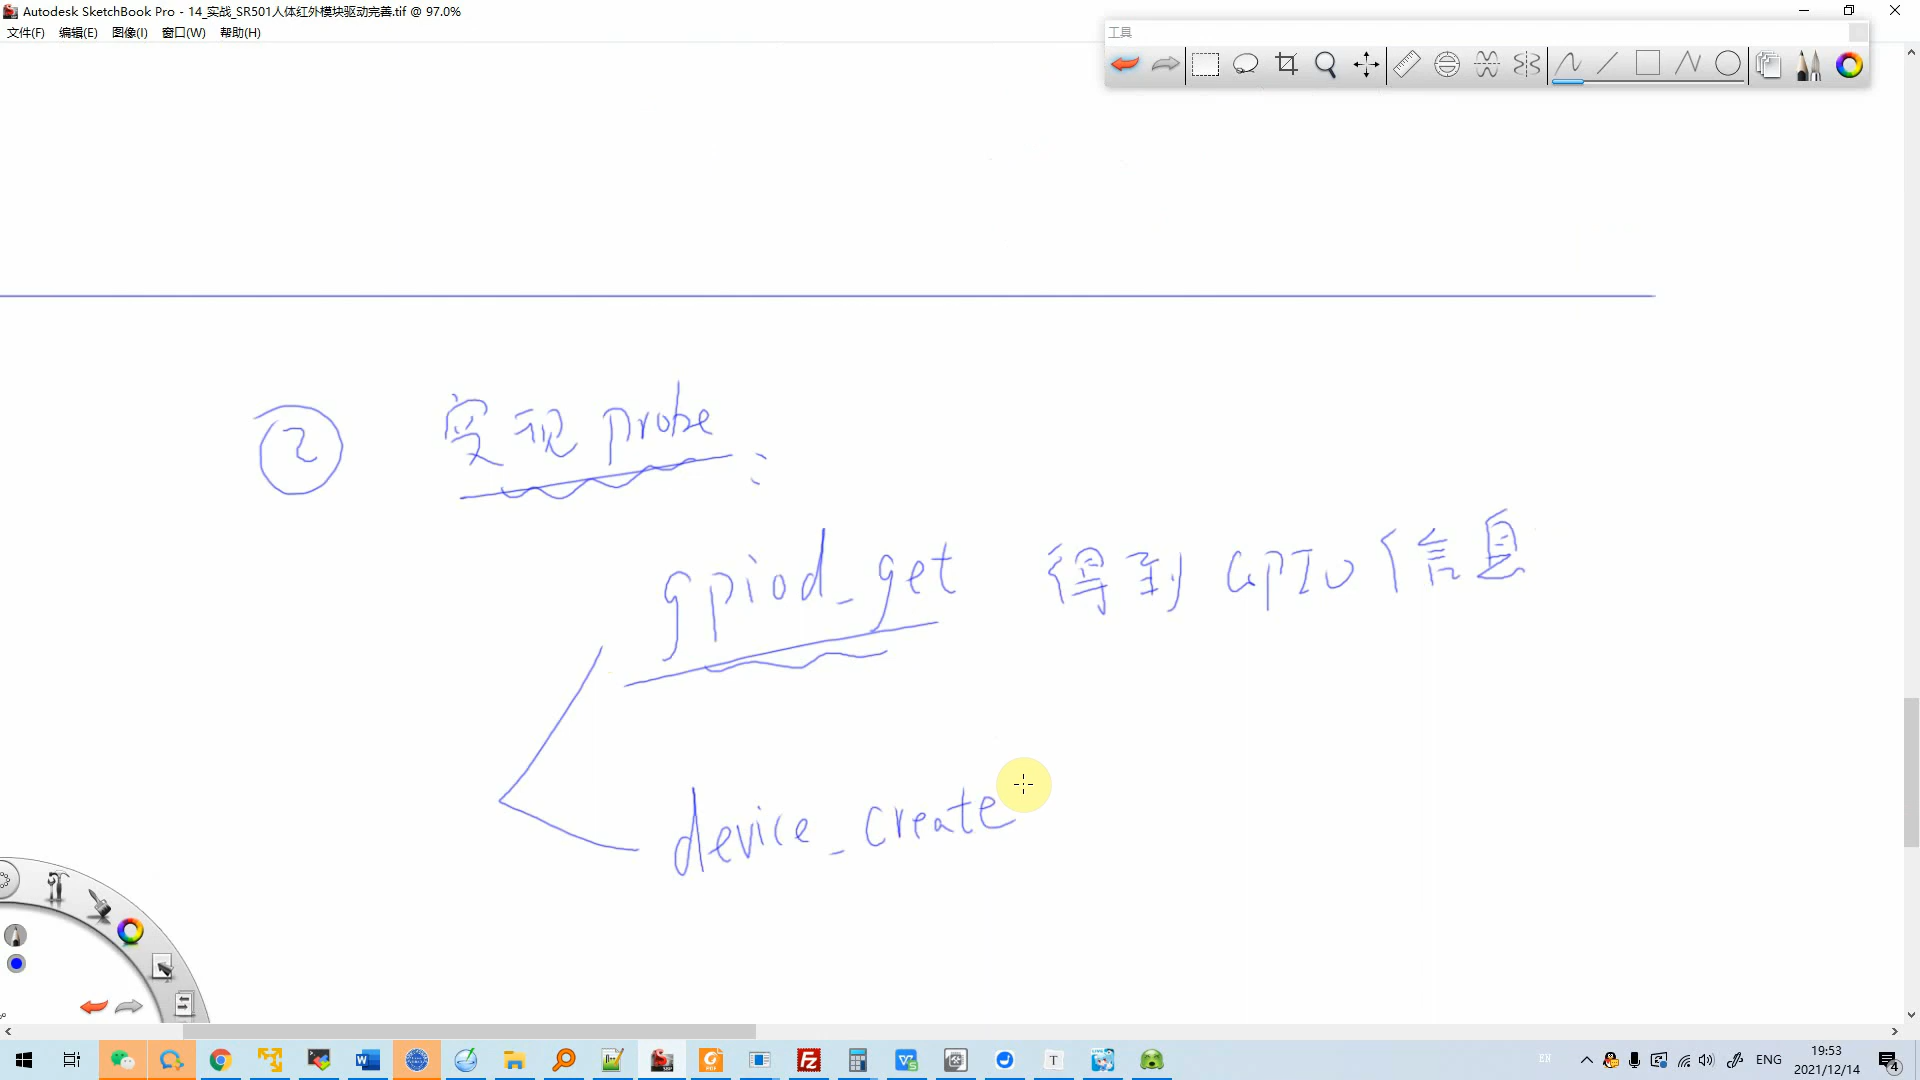 Autodesk SketchBook Pro - 14_实战_SR501人体红外模块驱动完善.tif @ 97.0%
文件(F) 编辑(E) 图像(I) 窗口(W) 帮助(H)
工具
② 实现 probe :
gpiod_get 得到 GPIO 信息
device_create
ENG
19:53
2021/12/14
4